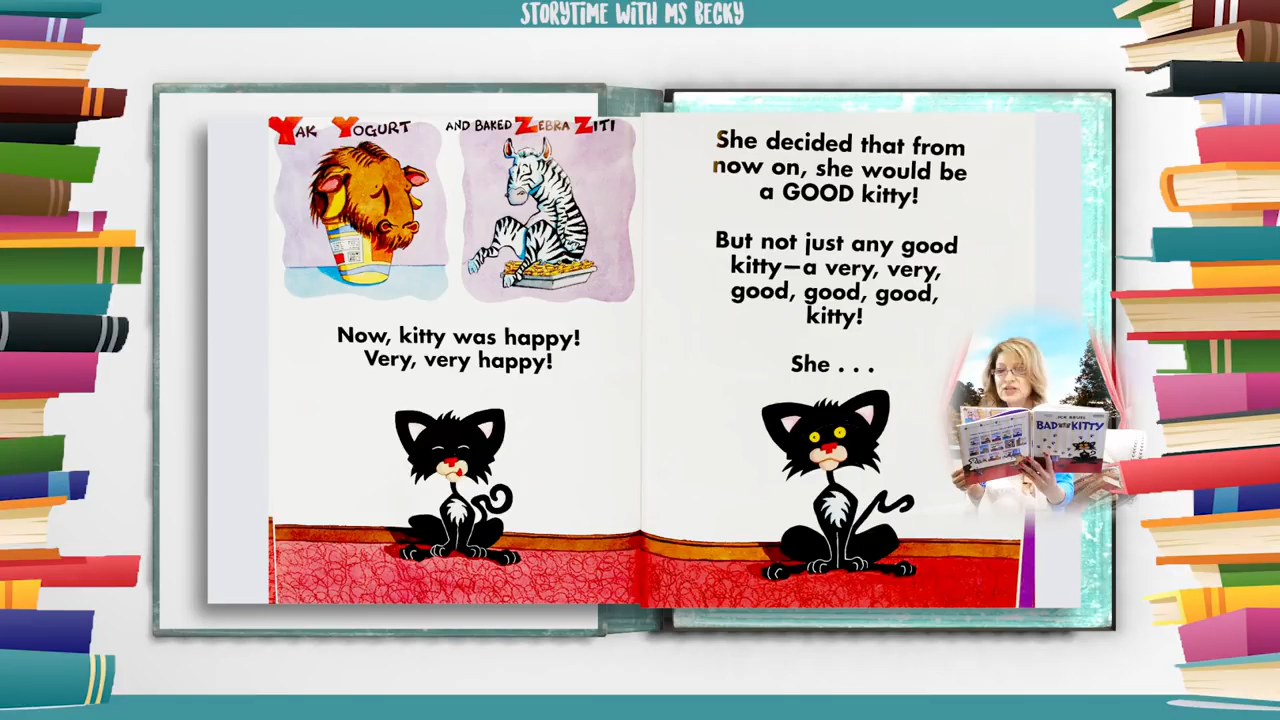 STORYTIME WITH MS BECKY
YAK YOGURT
AND BAKED ZEBRA ZITI
Now, kitty was happy!
Very, very happy!
She decided that from
now on, she would be
a GOOD kitty!
But not just any good
kitty—a very, very,
good, good, good,
kitty!
She . . .
BAD KITTY